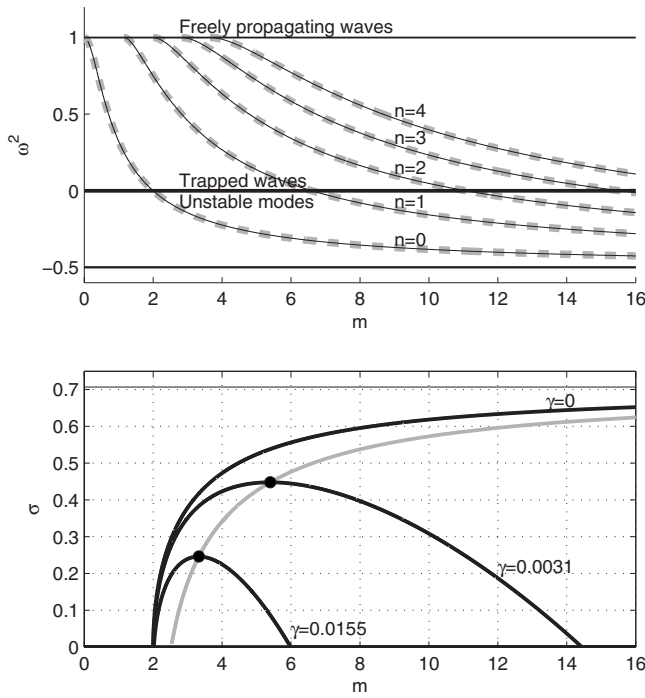 Freely propagating waves
1
0.5
0
−0.5
ω²
n=4
n=3
n=2
n=1
n=0
Trapped waves
Unstable modes
0 2 4 6 8 10 12 14 16
m
0.7
0.6
0.5
0.4
0.3
0.2
0.1
0
σ
γ=0
γ=0.0031
γ=0.0155
0 2 4 6 8 10 12 14 16
m